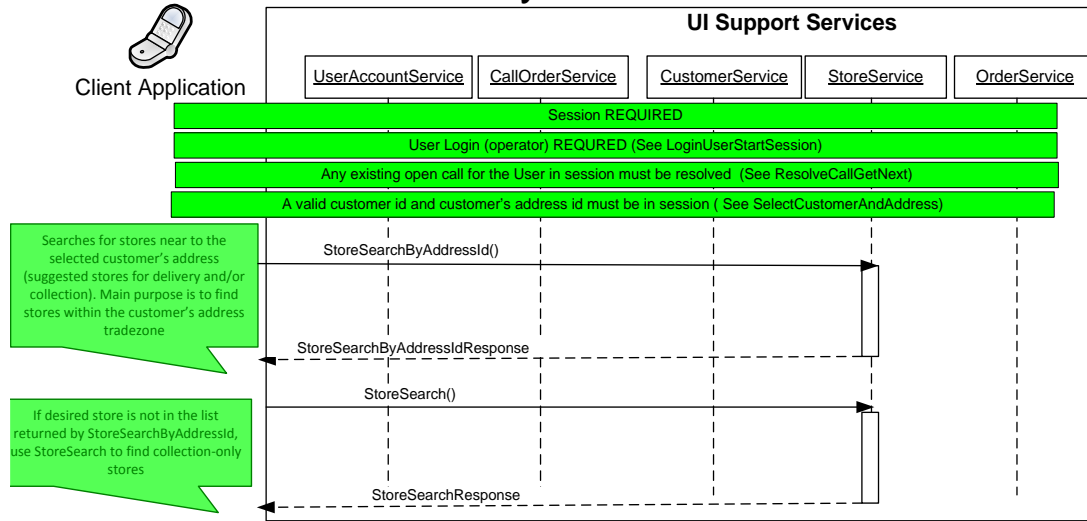 UI Support Services
Client Application
UserAccountService
CallOrderService
CustomerService
StoreService
OrderService
Session REQUIRED
User Login (operator) REQURED (See LoginUserStartSession)
Any existing open call for the User in session must be resolved (See ResolveCallGetNext)
A valid customer id and customer's address id must be in session ( See SelectCustomerAndAddress)
Searches for stores near to the
selected customer's address
(suggested stores for delivery and/or
collection). Main purpose is to find
stores within the customer's address
tradezone
StoreSearchByAddressId()
StoreSearchByAddressIdResponse
StoreSearch()
If desired store is not in the list
returned by StoreSearchByAddressId,
use StoreSearch to find collection-only
stores
StoreSearchResponse